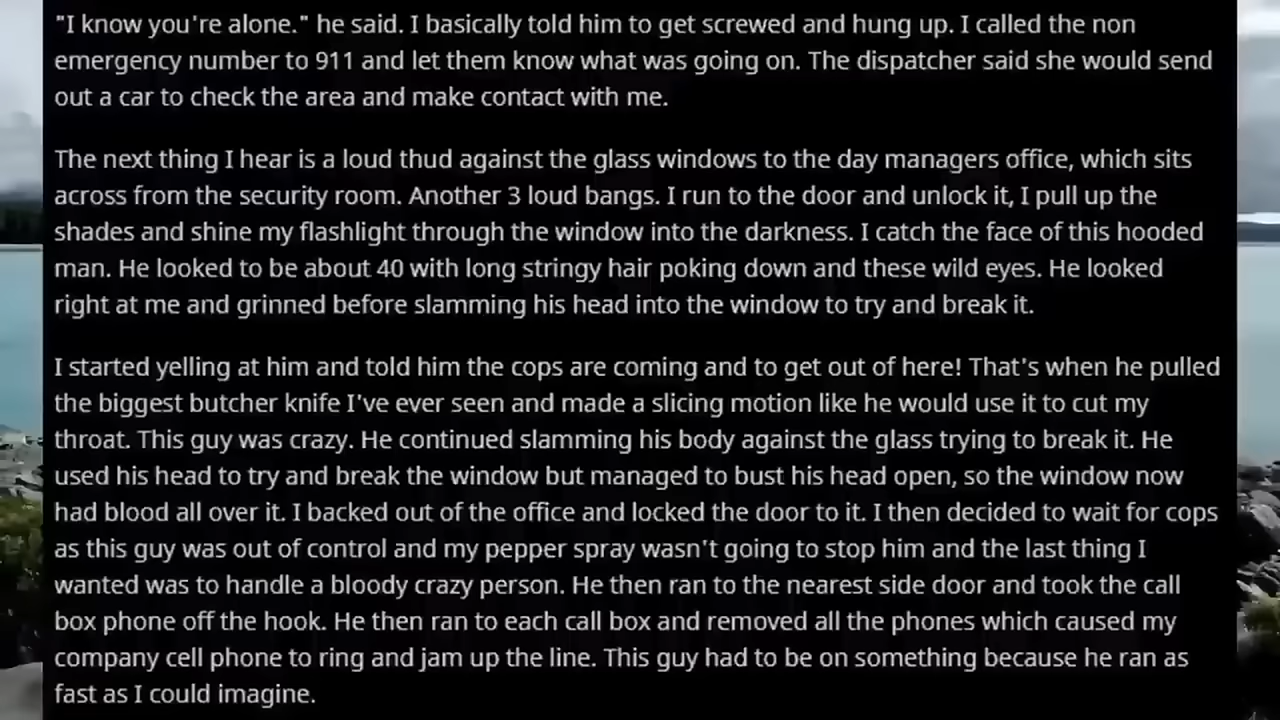 "I know you're alone." he said. I basically told him to get screwed and hung up. I called the non
emergency number to 911 and let them know what was going on. The dispatcher said she would send
out a car to check the area and make contact with me.
The next thing I hear is a loud thud against the glass windows to the day managers office, which sits
across from the security room. Another 3 loud bangs. I run to the door and unlock it, I pull up the
shades and shine my flashlight through the window into the darkness. I catch the face of this hooded
man. He looked to be about 40 with long stringy hair poking down and these wild eyes. He looked
right at me and grinned before slamming his head into the window to try and break it.
I started yelling at him and told him the cops are coming and to get out of here! That's when he pulled
the biggest butcher knife I've ever seen and made a slicing motion like he would use it to cut my
throat. This guy was crazy. He continued slamming his body against the glass trying to break it. He
used his head to try and break the window but managed to bust his head open, so the window now
had blood all over it. I backed out of the office and locked the door to it. I then decided to wait for cops
as this guy was out of control and my pepper spray wasn't going to stop him and the last thing I
wanted was to handle a bloody crazy person. He then ran to the nearest side door and took the call
box phone off the hook. He then ran to each call box and removed all the phones which caused my
company cell phone to ring and jam up the line. This guy had to be on something because he ran as
fast as I could imagine.